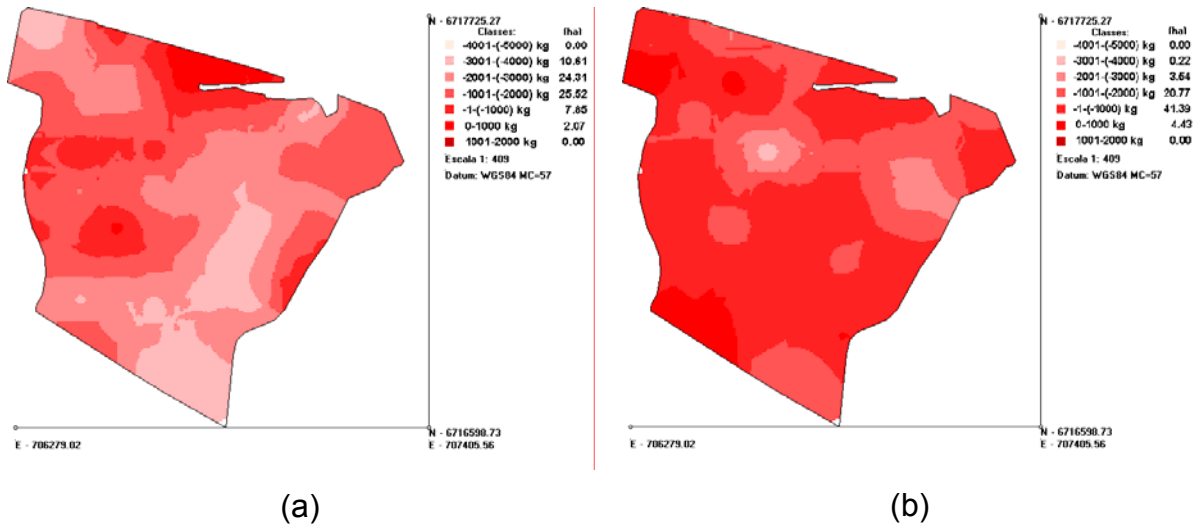 N - 6717725.27
Classes: (ha)
-4001-(-5000) kg 0.00
-3001-(-4000) kg 10.61
-2001-(-3000) kg 24.31
-1001-(-2000) kg 25.52
-1-(-1000) kg 7.85
0-1000 kg 2.07
1001-2000 kg 0.00
Escala 1: 409
Datum: WGS84 MC=57
N - 6716598.73
E - 706279.02
E - 707405.56
(a)
N - 6717725.27
Classes: (ha)
-4001-(-5000) kg 0.00
-3001-(-4000) kg 0.22
-2001-(-3000) kg 3.64
-1001-(-2000) kg 20.77
-1-(-1000) kg 41.39
0-1000 kg 4.43
1001-2000 kg 0.00
Escala 1: 409
Datum: WGS84 MC=57
N - 6716598.73
E - 706279.02
E - 707405.56
(b)